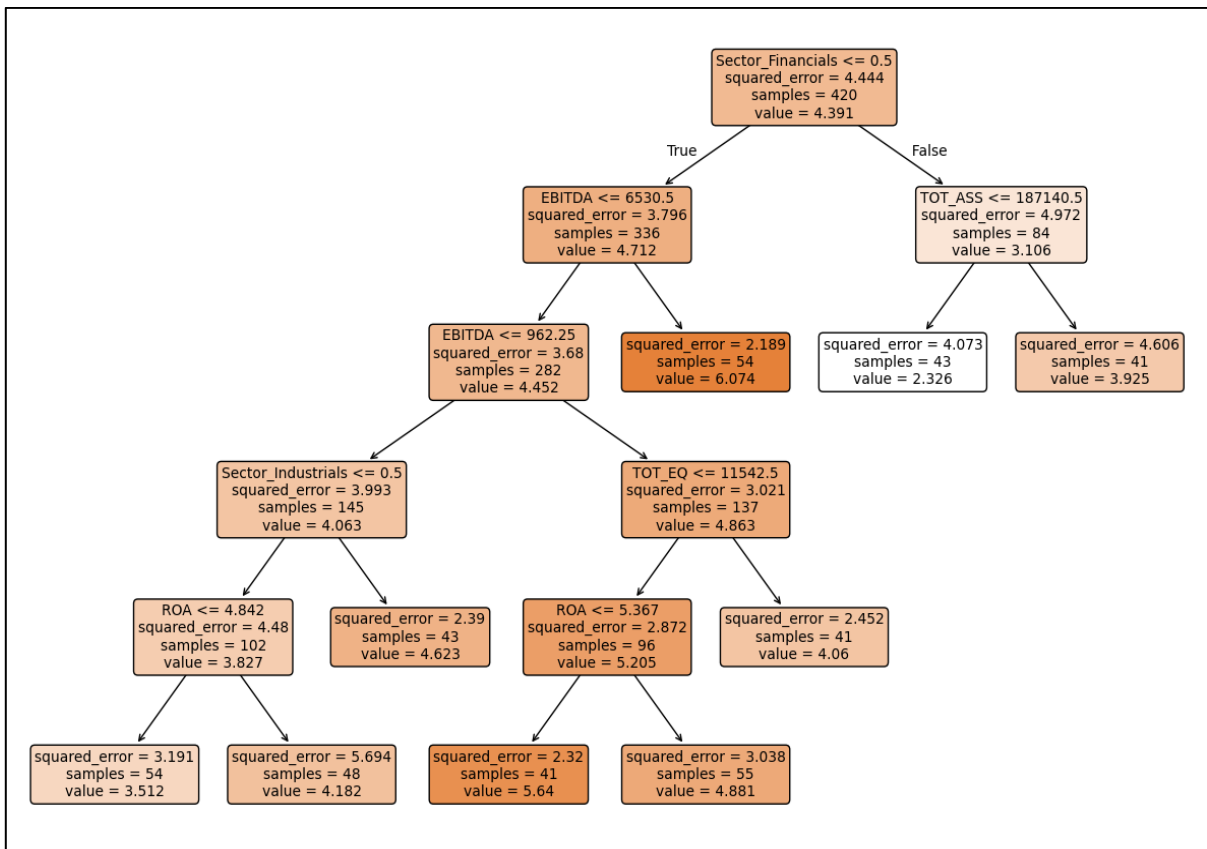 Sector_Financials <= 0.5
squared_error = 4.444
samples = 420
value = 4.391
True
False
EBITDA <= 6530.5
squared_error = 3.796
samples = 336
value = 4.712
TOT_ASS <= 187140.5
squared_error = 4.972
samples = 84
value = 3.106
EBITDA <= 962.25
squared_error = 3.68
samples = 282
value = 4.452
squared_error = 2.189
samples = 54
value = 6.074
squared_error = 4.073
samples = 43
value = 2.326
squared_error = 4.606
samples = 41
value = 3.925
Sector_Industrials <= 0.5
squared_error = 3.993
samples = 145
value = 4.063
TOT_EQ <= 11542.5
squared_error = 3.021
samples = 137
value = 4.863
ROA <= 4.842
squared_error = 4.48
samples = 102
value = 3.827
squared_error = 2.39
samples = 43
value = 4.623
ROA <= 5.367
squared_error = 2.872
samples = 96
value = 5.205
squared_error = 2.452
samples = 41
value = 4.06
squared_error = 3.191
samples = 54
value = 3.512
squared_error = 5.694
samples = 48
value = 4.182
squared_error = 2.32
samples = 41
value = 5.64
squared_error = 3.038
samples = 55
value = 4.881